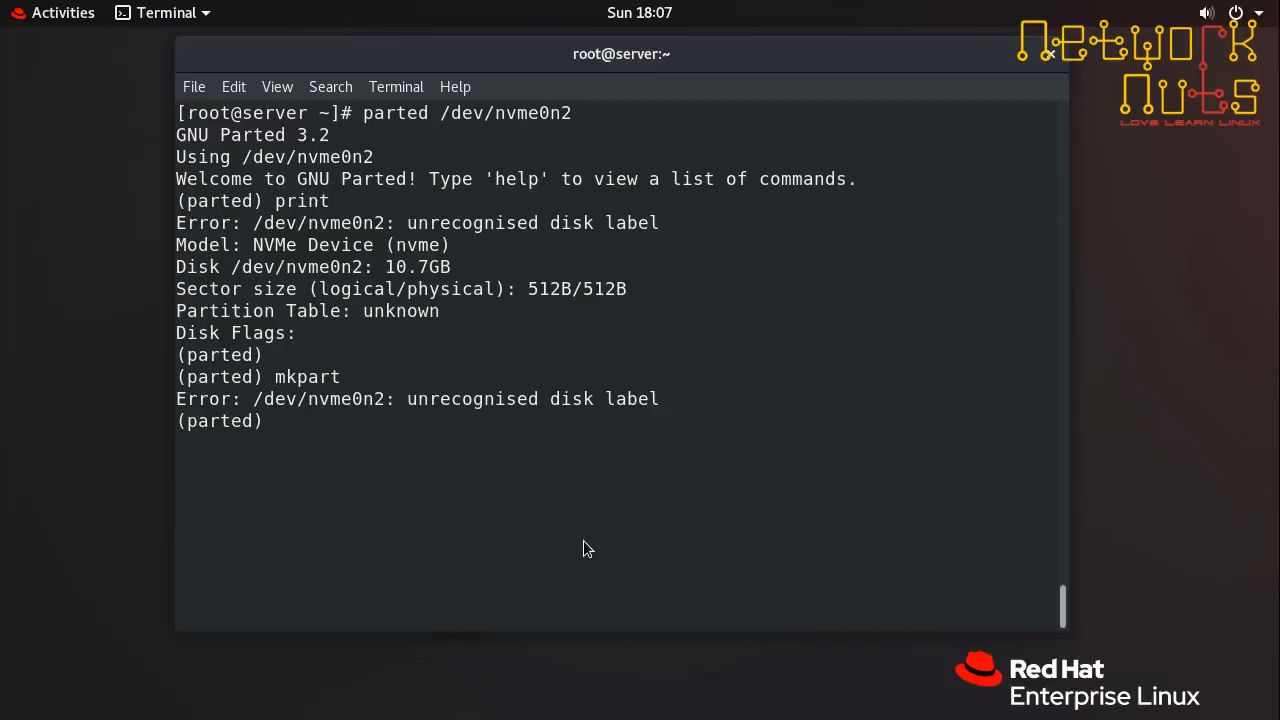 Activities Terminal Sun 18:07
Network
Nuts
LOVE LEARN LINUX
root@server:~
File Edit View Search Terminal Help
[root@server ~]# parted /dev/nvme0n2
GNU Parted 3.2
Using /dev/nvme0n2
Welcome to GNU Parted! Type 'help' to view a list of commands.
(parted) print
Error: /dev/nvme0n2: unrecognised disk label
Model: NVMe Device (nvme)
Disk /dev/nvme0n2: 10.7GB
Sector size (logical/physical): 512B/512B
Partition Table: unknown
Disk Flags:
(parted)
(parted) mkpart
Error: /dev/nvme0n2: unrecognised disk label
(parted)
Red Hat
Enterprise Linux